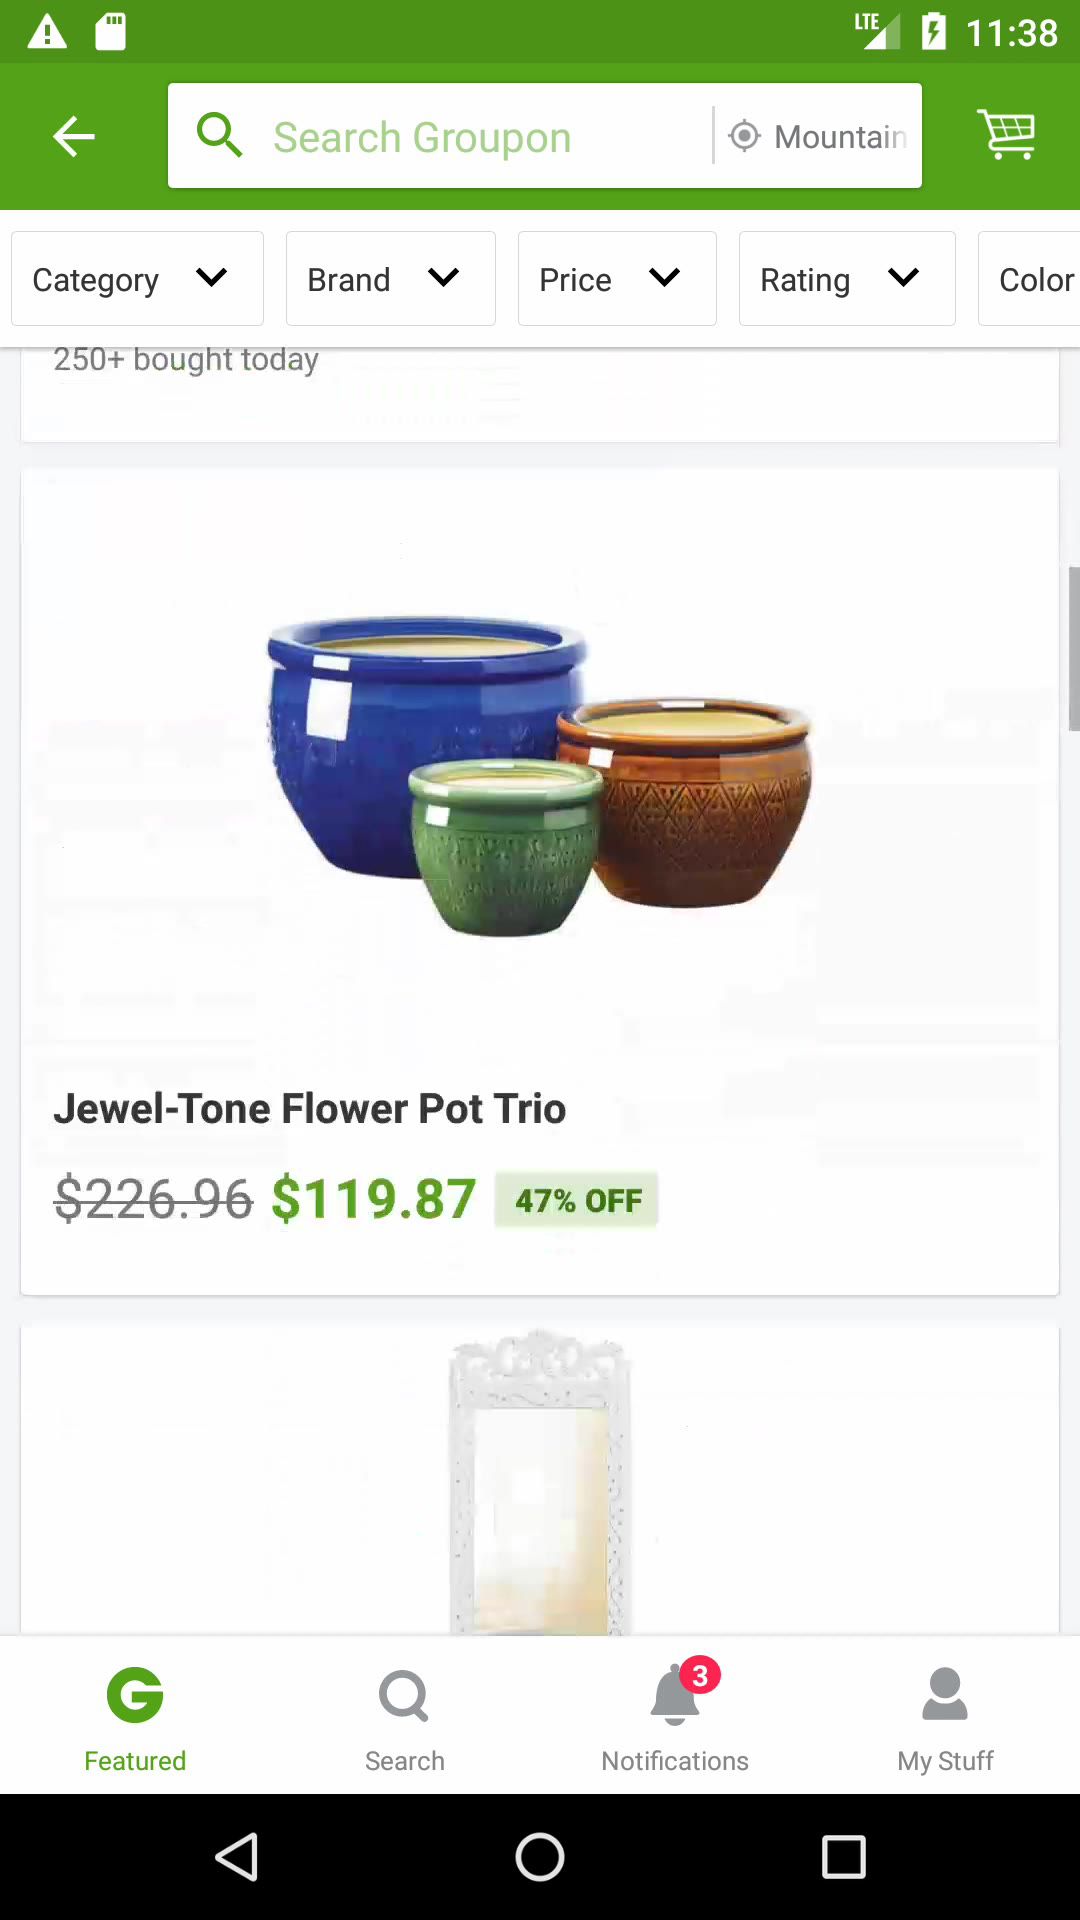 LTE 11:38
Search Groupon Mountain
Category Brand Price Rating Color
250+ bought today
Jewel-Tone Flower Pot Trio
$226.96 $119.87 47% OFF
3
Featured Search Notifications My Stuff